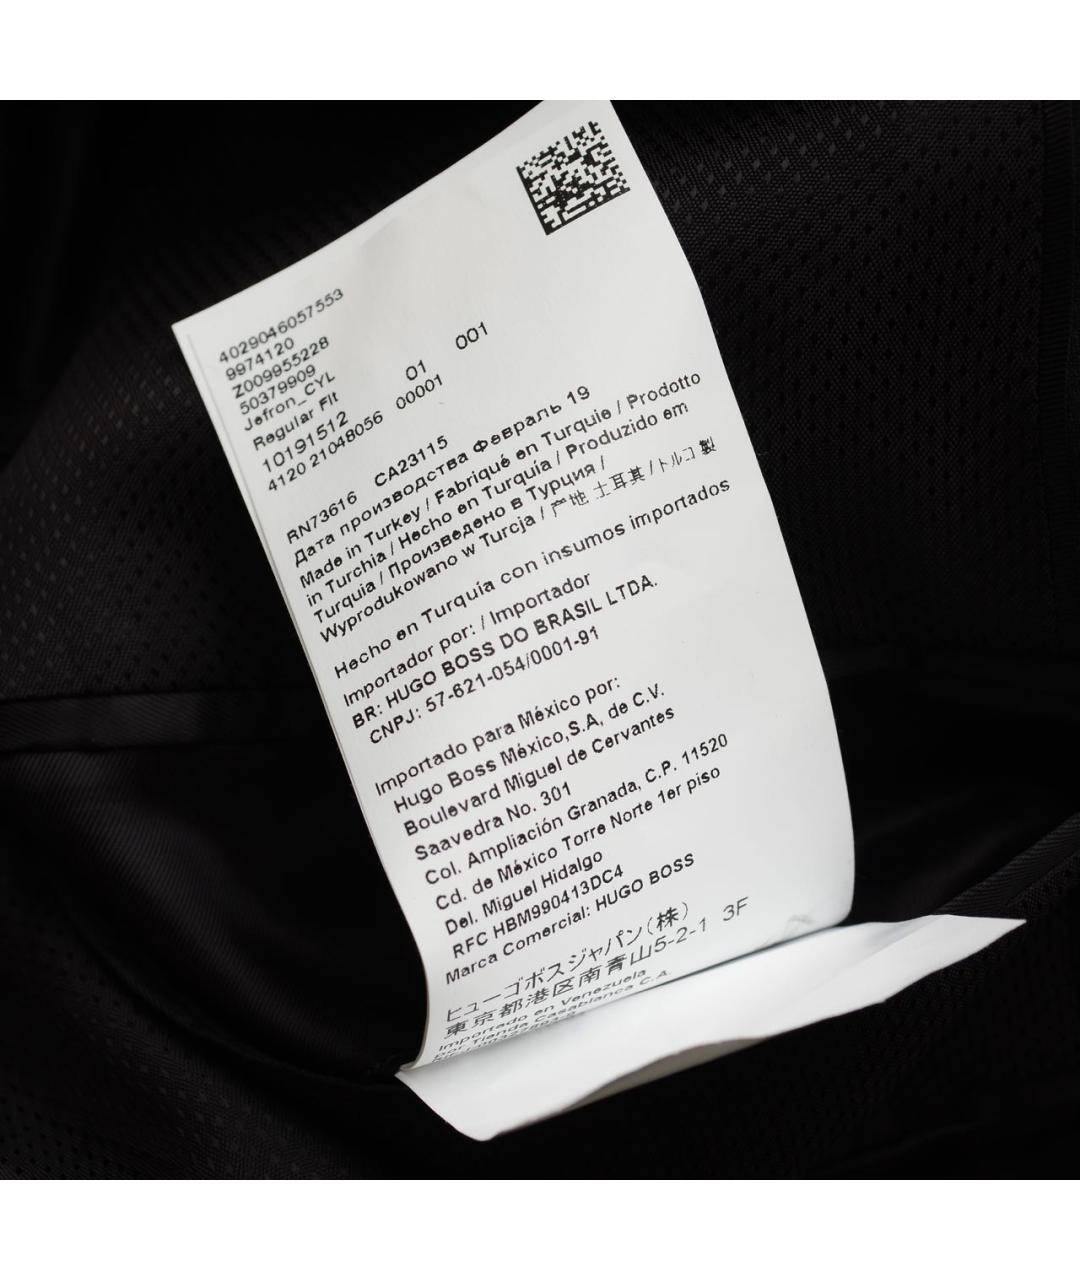 4029046057553
9974120
Z009955228
50379909 01 001
Jefron_CYL
Regular Fit
10191512
4120 21048056 00001
RN73616 CA23115
Дата производства Февраль 19
Made in Turkey / Fabriqué en Turquie / Prodotto
in Turchia / Hecho en Turquía / Produzido em
Turquia / Произведено в Турция /
Wyprodukowano w Turcja / 产地 土耳其 / トルコ製
Hecho en Turquía con insumos importados
Importador por: / Importador
BR: HUGO BOSS DO BRASIL LTDA.
CNPJ: 57-621-054/0001-91
Importado para México por:
Hugo Boss México,S.A, de C.V.
Boulevard Miguel de Cervantes
Saavedra No. 301
Col. Ampliación Granada, C.P. 11520
Cd. de México Torre Norte 1er piso
Del. Miguel Hidalgo
RFC HBM990413DC4
Marca Comercial: HUGO BOSS
ヒューゴボスジャパン(株)
東京都港区南青山5-2-1 3F
Importado en Venezuela
por Tienda Casablanca C.A.